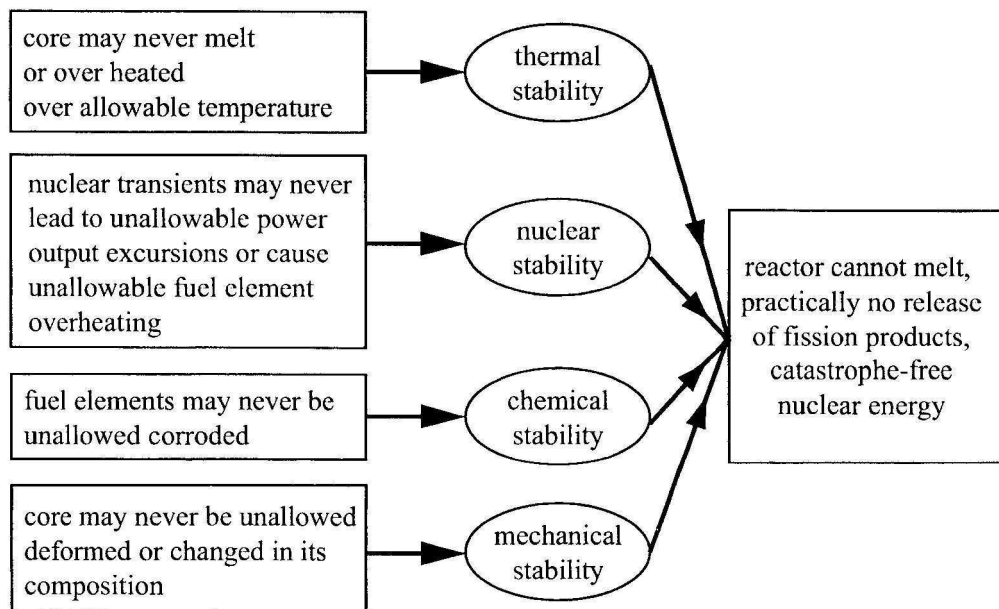 core may never melt
or over heated
over allowable temperature
thermal
stability
nuclear transients may never
lead to unallowable power
output excursions or cause
unallowable fuel element
overheating
nuclear
stability
fuel elements may never be
unallowed corroded
chemical
stability
core may never be unallowed
deformed or changed in its
composition
mechanical
stability
reactor cannot melt,
practically no release
of fission products,
catastrophe-free
nuclear energy